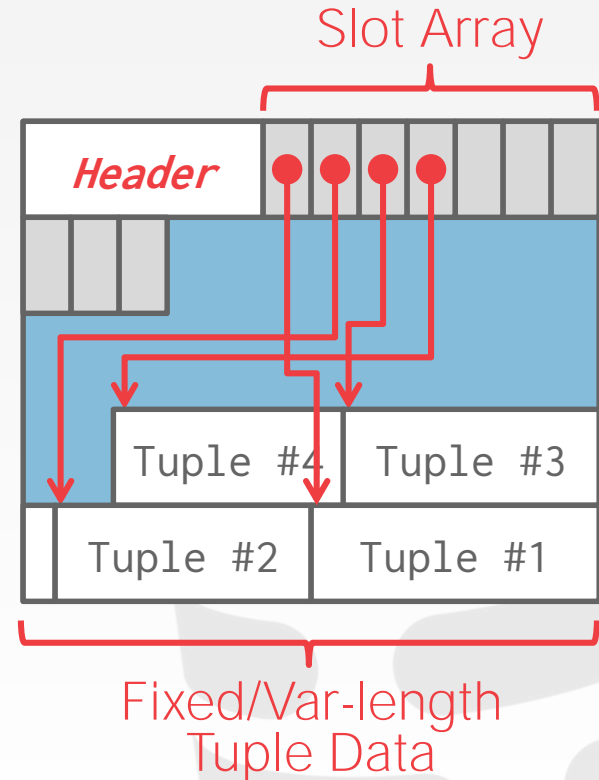 Slot Array
Header
Tuple #4 Tuple #3
Tuple #2 Tuple #1
Fixed/Var-length
Tuple Data